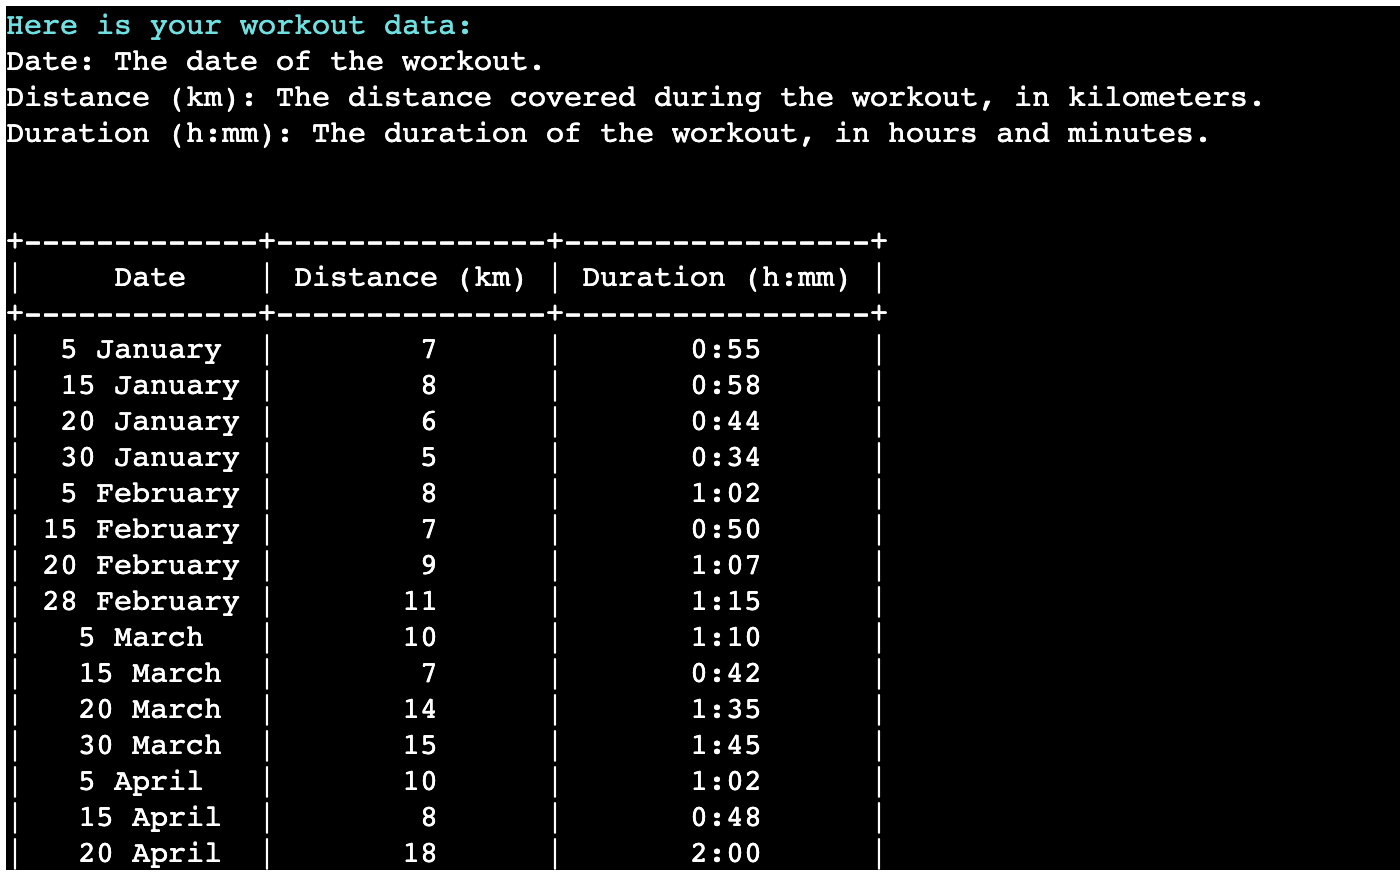 Here is your workout data:
Date: The date of the workout.
Distance (km): The distance covered during the workout, in kilometers.
Duration (h:mm): The duration of the workout, in hours and minutes.
+-------------+---------------+-----------------+
|     Date    | Distance (km) | Duration (h:mm) |
+-------------+---------------+-----------------+
|  5 January  |       7       |       0:55      |
|  15 January |       8       |       0:58      |
|  20 January |       6       |       0:44      |
|  30 January |       5       |       0:34      |
|  5 February |       8       |       1:02      |
| 15 February |       7       |       0:50      |
| 20 February |       9       |       1:07      |
| 28 February |       11      |       1:15      |
|   5 March   |       10      |       1:10      |
|   15 March  |       7       |       0:42      |
|   20 March  |       14      |       1:35      |
|   30 March  |       15      |       1:45      |
|   5 April   |       10      |       1:02      |
|   15 April  |       8       |       0:48      |
|   20 April  |       18      |       2:00      |